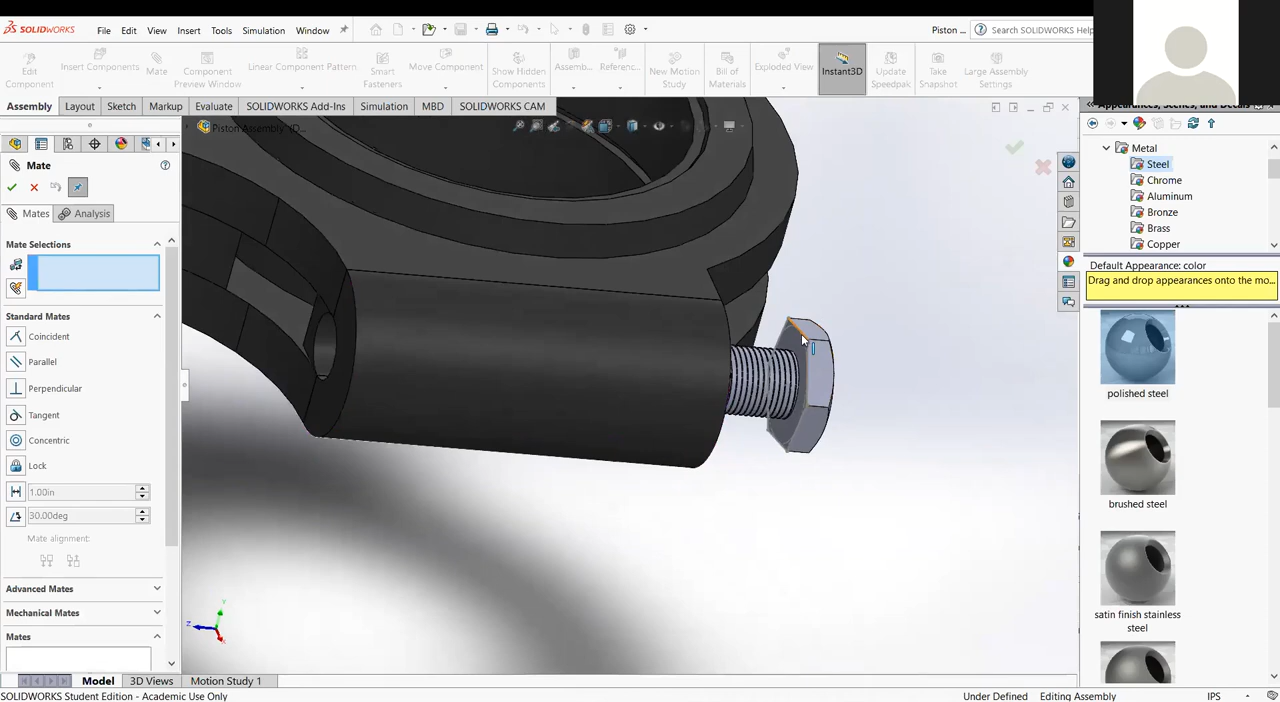 SOLIDWORKS File Edit View Insert Tools Simulation Window Piston ... Search SOLIDWORKS Help
Edit Component Insert Components Mate Component Preview Window Linear Component Pattern Smart Fasteners Move Component Show Hidden Components Assemb... Referenc... New Motion Study Bill of Materials Exploded View Instant3D Update Speedpak Take Snapshot Large Assembly Settings
Assembly Layout Sketch Markup Evaluate SOLIDWORKS Add-Ins Simulation MBD SOLIDWORKS CAM
Appearances, Scenes, and Decals
Piston Assembly (D...
Mate
Mates Analysis
Mate Selections
Standard Mates
Coincident
Parallel
Perpendicular
Tangent
Concentric
Lock
1.00in
30.00deg
Mate alignment:
Advanced Mates
Mechanical Mates
Mates
Metal
Steel
Chrome
Aluminum
Bronze
Brass
Copper
Default Appearance: color
Drag and drop appearances onto the mo...
polished steel
brushed steel
satin finish stainless
steel
Model 3D Views Motion Study 1
SOLIDWORKS Student Edition - Academic Use Only Under Defined Editing Assembly IPS